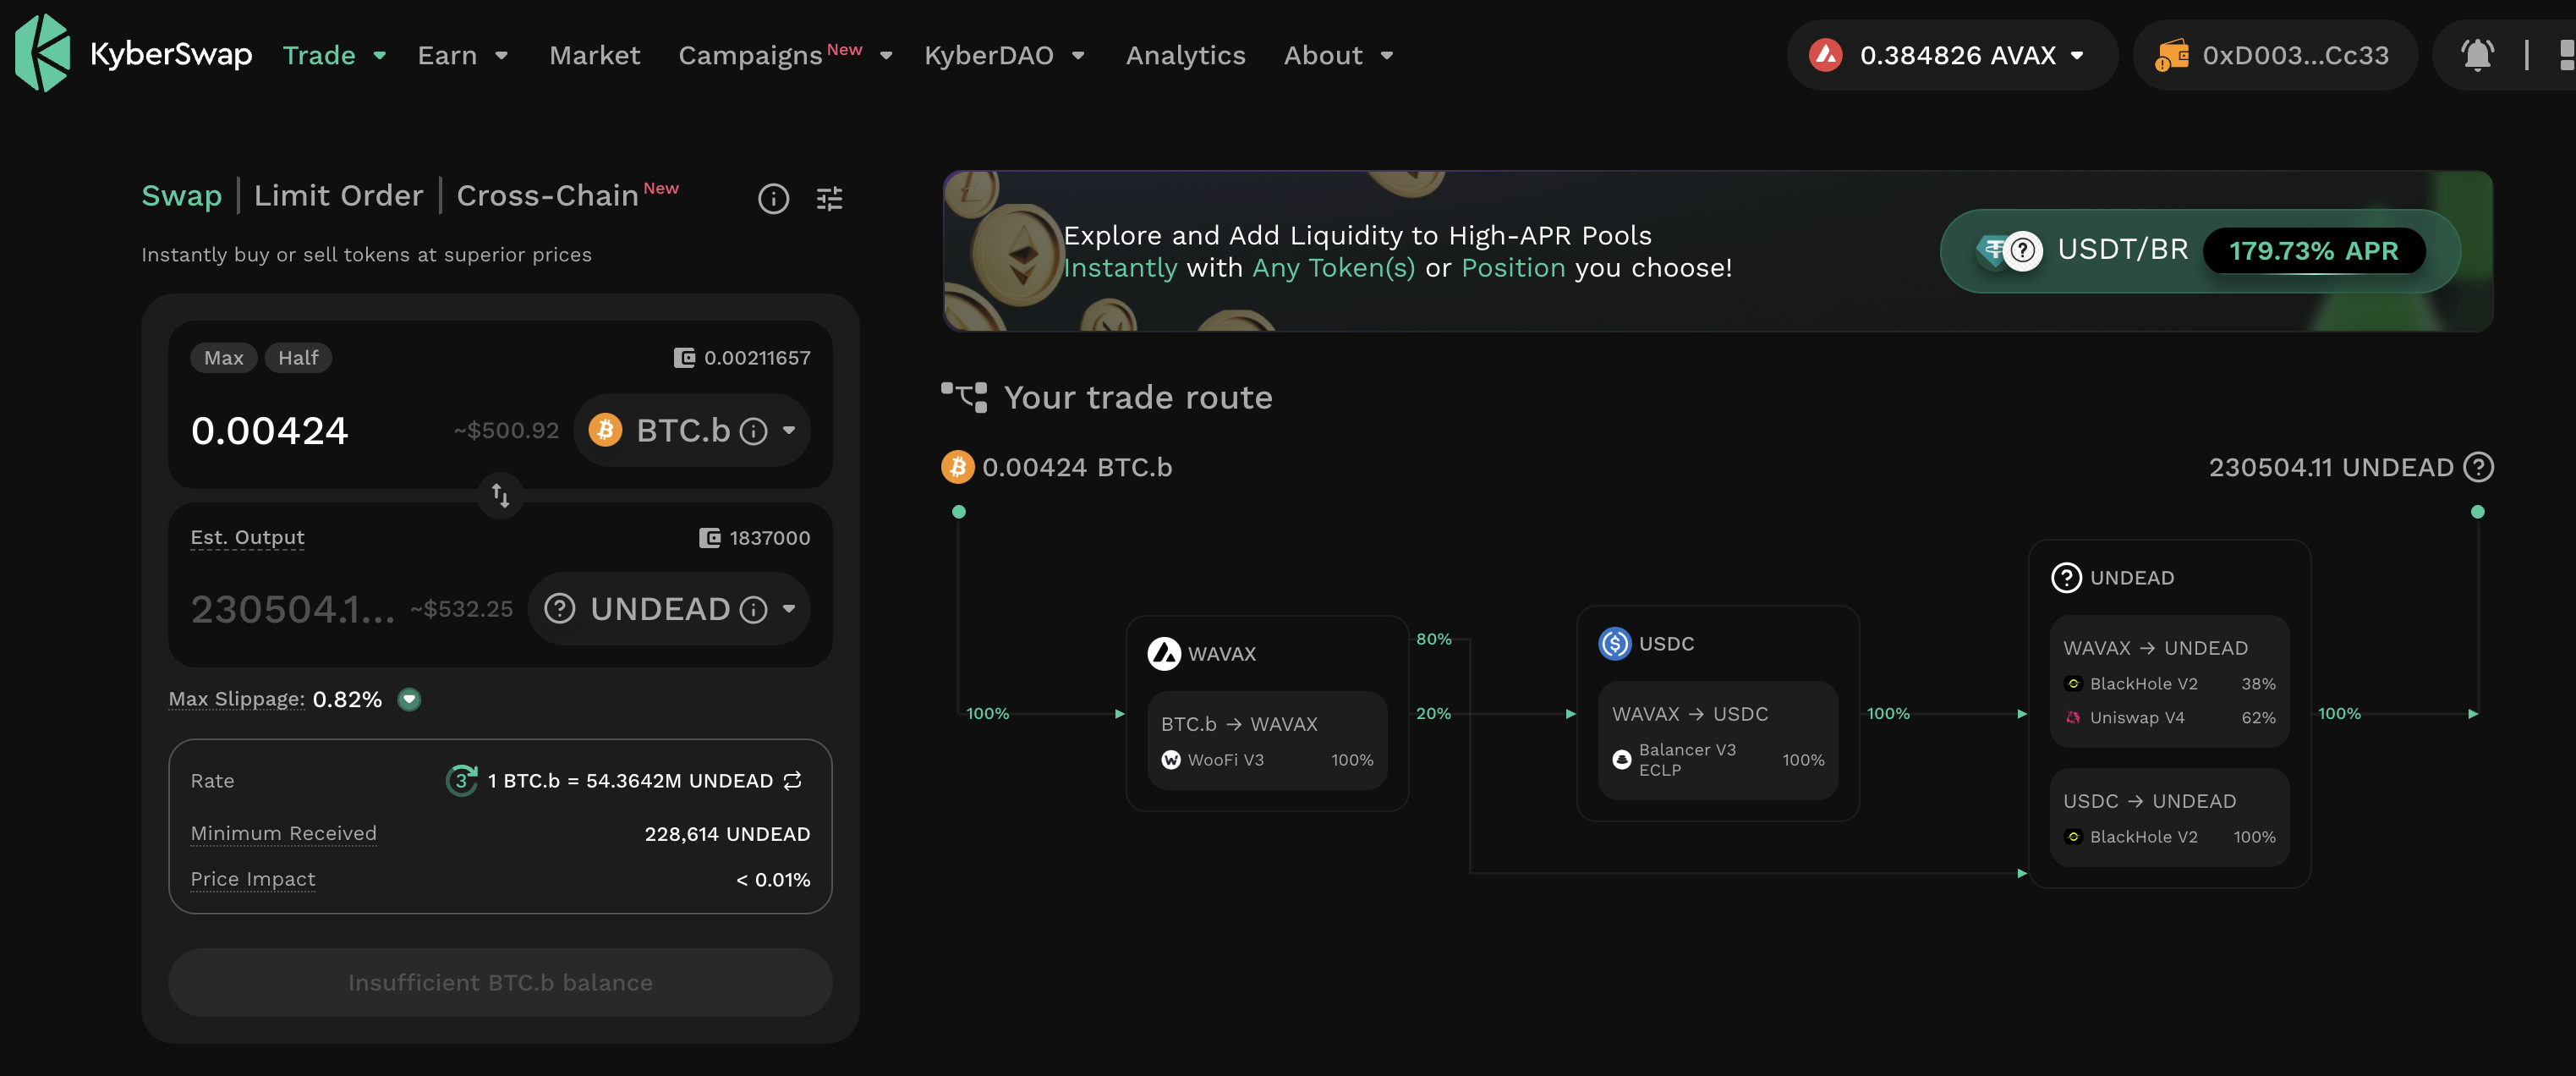 KyberSwap Trade Earn Market Campaigns New KyberDAO Analytics About 0.384826 AVAX 0xD003...Cc33
Swap | Limit Order | Cross-Chain New
Instantly buy or sell tokens at superior prices
Max Half 0.00211657
0.00424 ~$500.92 BTC.b
Est. Output 1837000
230504.1... ~$532.25 UNDEAD
Max Slippage: 0.82%
Rate 3 1 BTC.b = 54.3642M UNDEAD
Minimum Received 228,614 UNDEAD
Price Impact < 0.01%
Insufficient BTC.b balance
Explore and Add Liquidity to High-APR Pools
Instantly with Any Token(s) or Position you choose!
USDT/BR 179.73% APR
Your trade route
0.00424 BTC.b
230504.11 UNDEAD
100%
WAVAX
BTC.b → WAVAX
WooFi V3 100%
80%
20%
USDC
WAVAX → USDC
Balancer V3
ECLP
100%
100%
UNDEAD
WAVAX → UNDEAD
BlackHole V2 38%
Uniswap V4 62%
USDC → UNDEAD
BlackHole V2 100%
100%